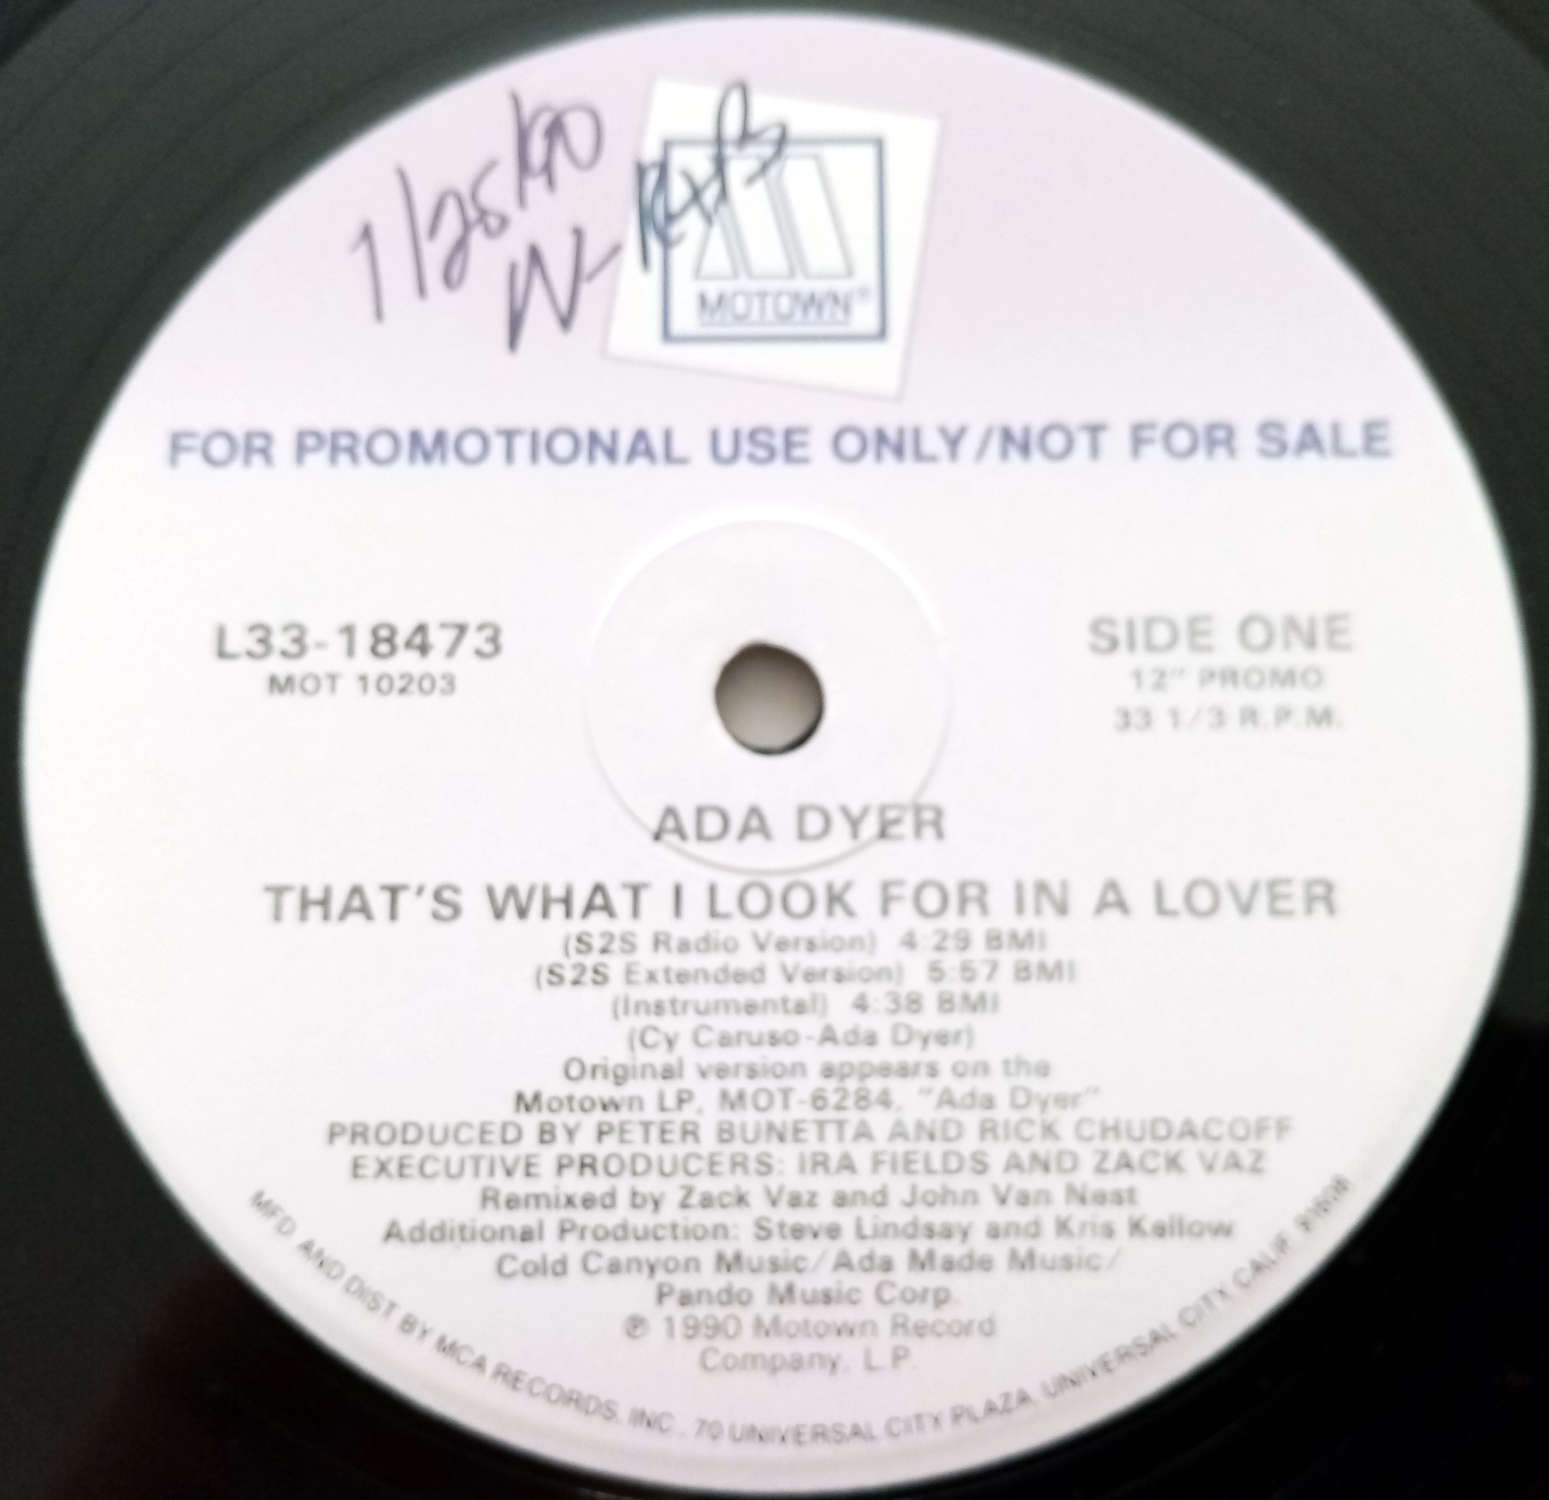 1/25/90
N-R+B
MOTOWN®
FOR PROMOTIONAL USE ONLY/NOT FOR SALE
L33-18473
MOT 10203
SIDE ONE
12" PROMO
33 1/3 R.P.M.
ADA DYER
THAT'S WHAT I LOOK FOR IN A LOVER
(S2S Radio Version) 4:29 BMI
(S2S Extended Version) 5:57 BMI
(Instrumental) 4:38 BMI
(Cy Caruso-Ada Dyer)
Original version appears on the
Motown LP, MOT-6284, "Ada Dyer"
PRODUCED BY PETER BUNETTA AND RICK CHUDACOFF
EXECUTIVE PRODUCERS: IRA FIELDS AND ZACK VAZ
Remixed by Zack Vaz and John Van Nest
Additional Production: Steve Lindsay and Kris Kellow
Cold Canyon Music/Ada Made Music/
Pando Music Corp.
℗ 1990 Motown Record
Company, L.P.
MFD. AND DIST BY MCA RECORDS, INC., 70 UNIVERSAL CITY PLAZA, UNIVERSAL CITY CALIF. 91608